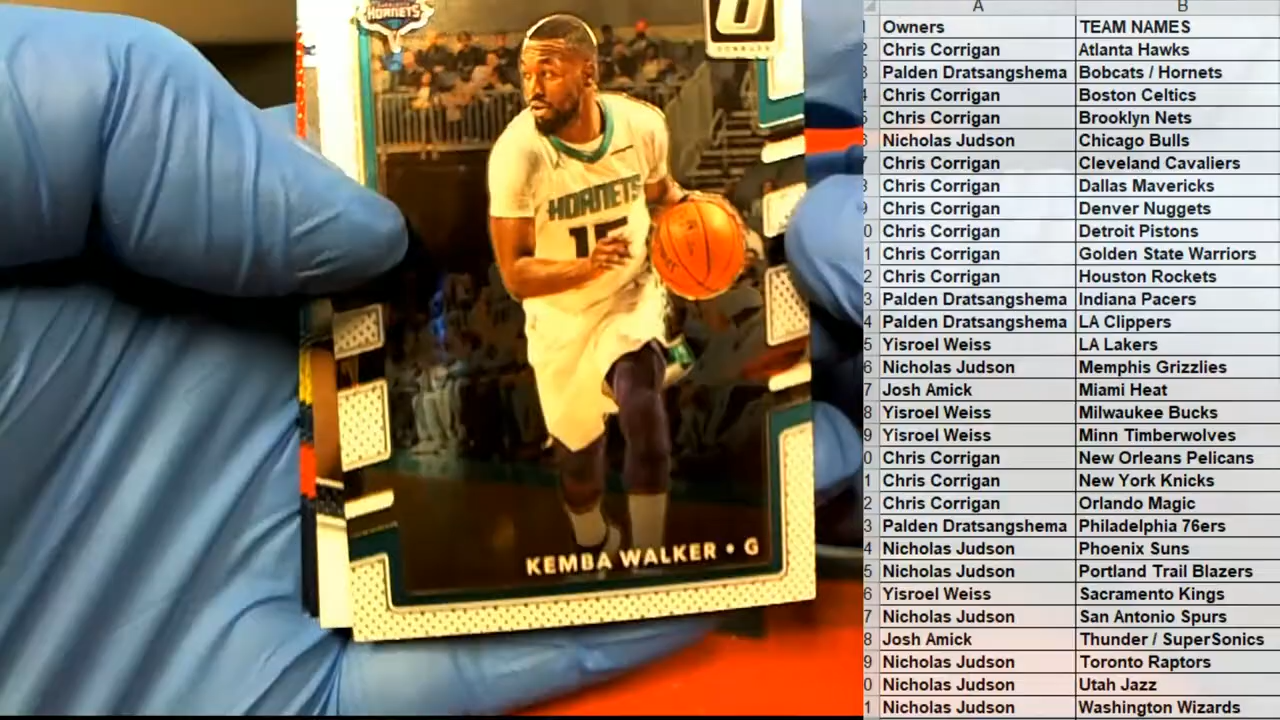 HORNETS
DONRUSS
HORNETS
15
KEMBA WALKER • G
A B
Owners TEAM NAMES
Chris Corrigan Atlanta Hawks
Palden Dratsangshema Bobcats / Hornets
Chris Corrigan Boston Celtics
Chris Corrigan Brooklyn Nets
Nicholas Judson Chicago Bulls
Chris Corrigan Cleveland Cavaliers
Chris Corrigan Dallas Mavericks
Chris Corrigan Denver Nuggets
Chris Corrigan Detroit Pistons
Chris Corrigan Golden State Warriors
Chris Corrigan Houston Rockets
Palden Dratsangshema Indiana Pacers
Palden Dratsangshema LA Clippers
Yisroel Weiss LA Lakers
Nicholas Judson Memphis Grizzlies
Josh Amick Miami Heat
Yisroel Weiss Milwaukee Bucks
Yisroel Weiss Minn Timberwolves
Chris Corrigan New Orleans Pelicans
Chris Corrigan New York Knicks
Chris Corrigan Orlando Magic
Palden Dratsangshema Philadelphia 76ers
Nicholas Judson Phoenix Suns
Nicholas Judson Portland Trail Blazers
Yisroel Weiss Sacramento Kings
Nicholas Judson San Antonio Spurs
Josh Amick Thunder / SuperSonics
Nicholas Judson Toronto Raptors
Nicholas Judson Utah Jazz
Nicholas Judson Washington Wizards